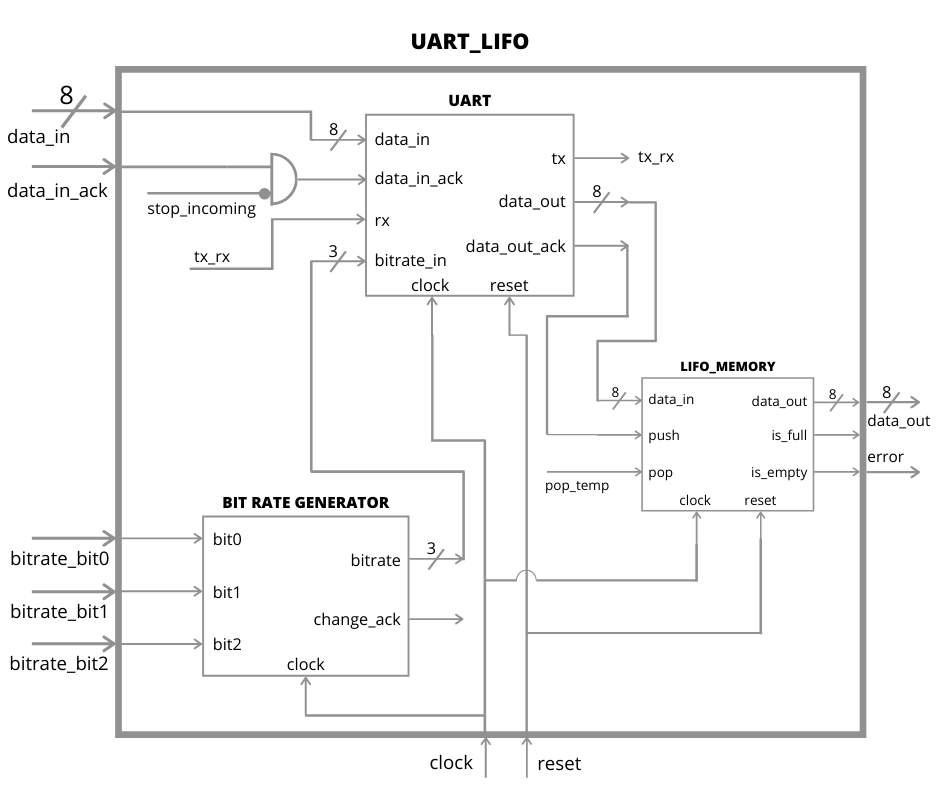 UART_LIFO
8
data_in
data_in_ack
stop_incoming
tx_rx
UART
8
data_in
data_in_ack
rx
3
bitrate_in
clock
reset
tx
tx_rx
data_out
8
data_out_ack
LIFO_MEMORY
8
data_in
push
pop
pop_temp
data_out
8
is_full
is_empty
clock
reset
8
data_out
error
BIT RATE GENERATOR
bit0
bit1
bit2
bitrate
3
change_ack
clock
bitrate_bit0
bitrate_bit1
bitrate_bit2
clock
reset